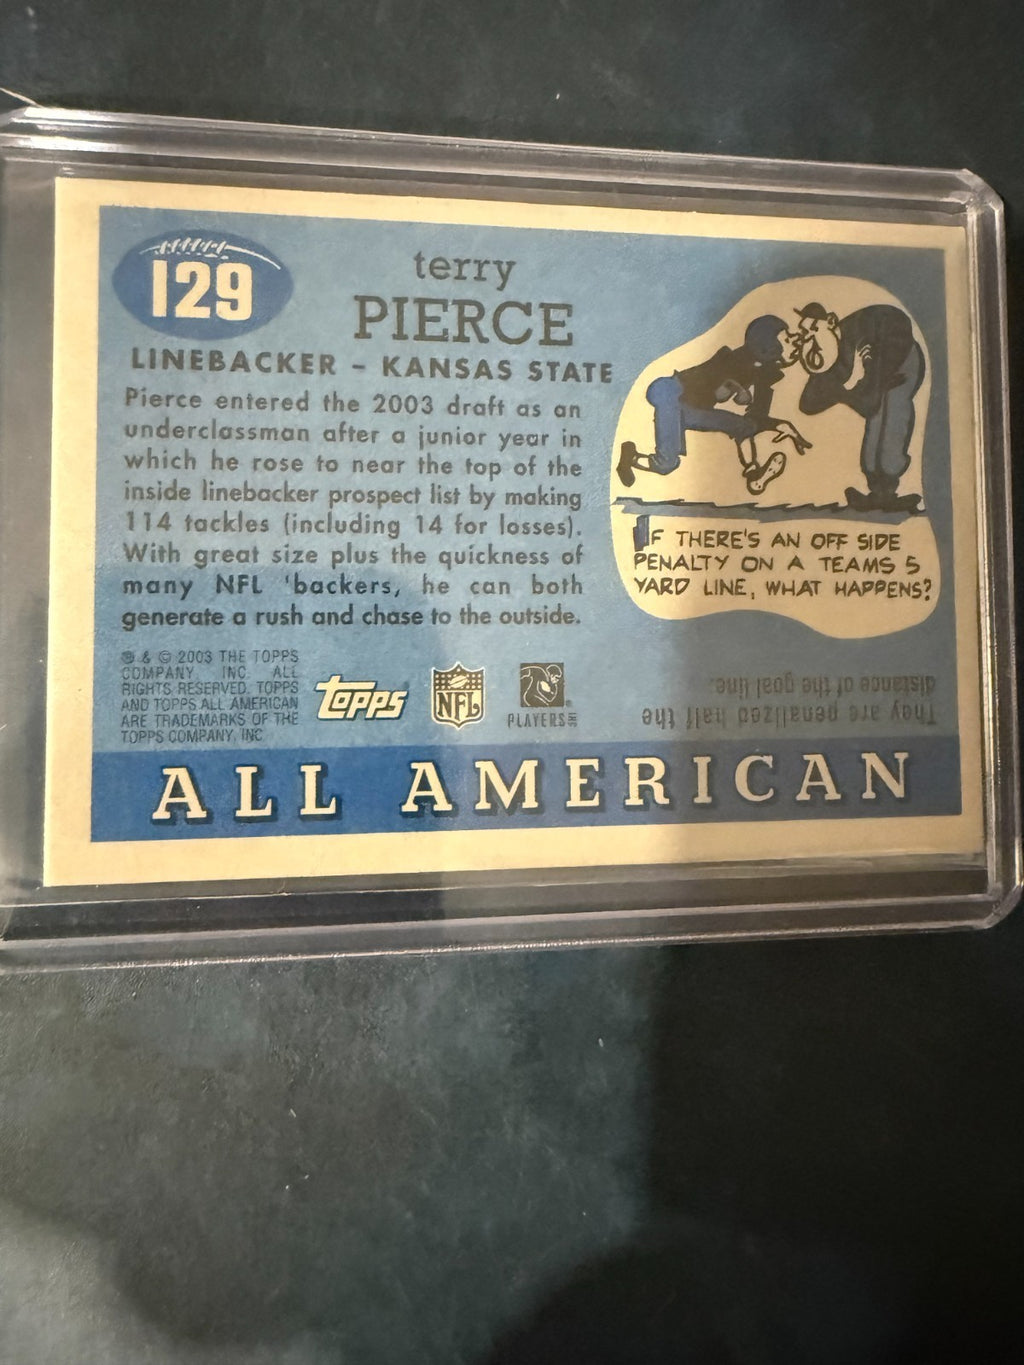 129
terry
PIERCE
LINEBACKER - KANSAS STATE
Pierce entered the 2003 draft as an
underclassman after a junior year in
which he rose to near the top of the
inside linebacker prospect list by making
114 tackles (including 14 for losses).
With great size plus the quickness of
many NFL 'backers, he can both
generate a rush and chase to the outside.
IF THERE'S AN OFF SIDE
PENALTY ON A TEAMS 5
YARD LINE, WHAT HAPPENS?
They are penalized half the
distance of the goal line.
® & © 2003 THE TOPPS
COMPANY, INC. ALL
RIGHTS RESERVED. TOPPS
AND TOPPS ALL AMERICAN
ARE TRADEMARKS OF THE
TOPPS COMPANY, INC.
topps
NFL
PLAYERS INC
ALL AMERICAN